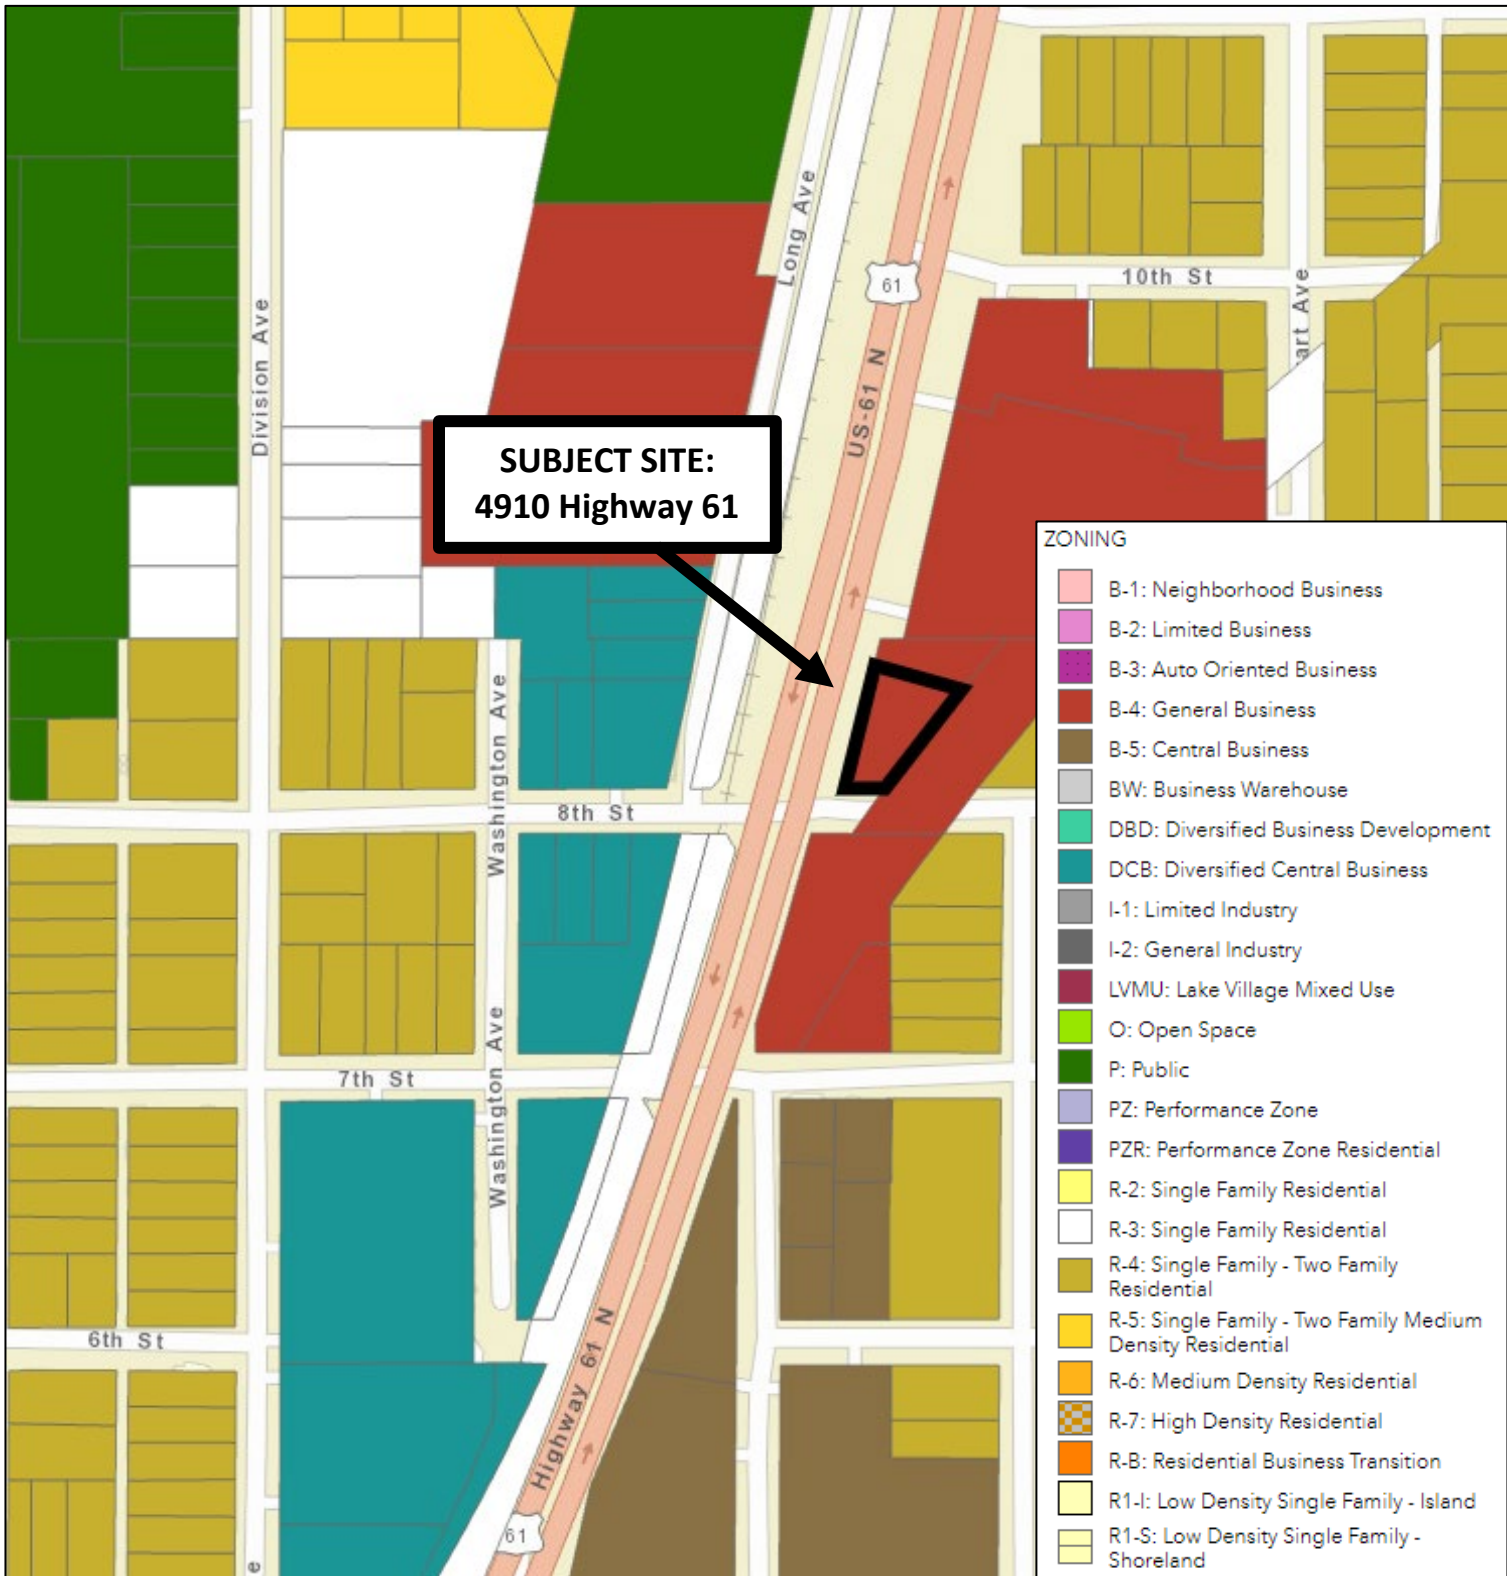 Long Ave
61
10th St
art Ave
Division Ave
US-61 N
SUBJECT SITE:
4910 Highway 61
ZONING
B-1: Neighborhood Business
B-2: Limited Business
B-3: Auto Oriented Business
B-4: General Business
B-5: Central Business
BW: Business Warehouse
DBD: Diversified Business Development
DCB: Diversified Central Business
I-1: Limited Industry
I-2: General Industry
LVMU: Lake Village Mixed Use
O: Open Space
P: Public
PZ: Performance Zone
PZR: Performance Zone Residential
R-2: Single Family Residential
R-3: Single Family Residential
R-4: Single Family - Two Family
Residential
R-5: Single Family - Two Family Medium
Density Residential
R-6: Medium Density Residential
R-7: High Density Residential
R-B: Residential Business Transition
R1-I: Low Density Single Family - Island
R1-S: Low Density Single Family -
Shoreland
Washington Ave
8th St
Washington Ave
7th St
Washington Ave
6th St
Highway 61 N
61
e